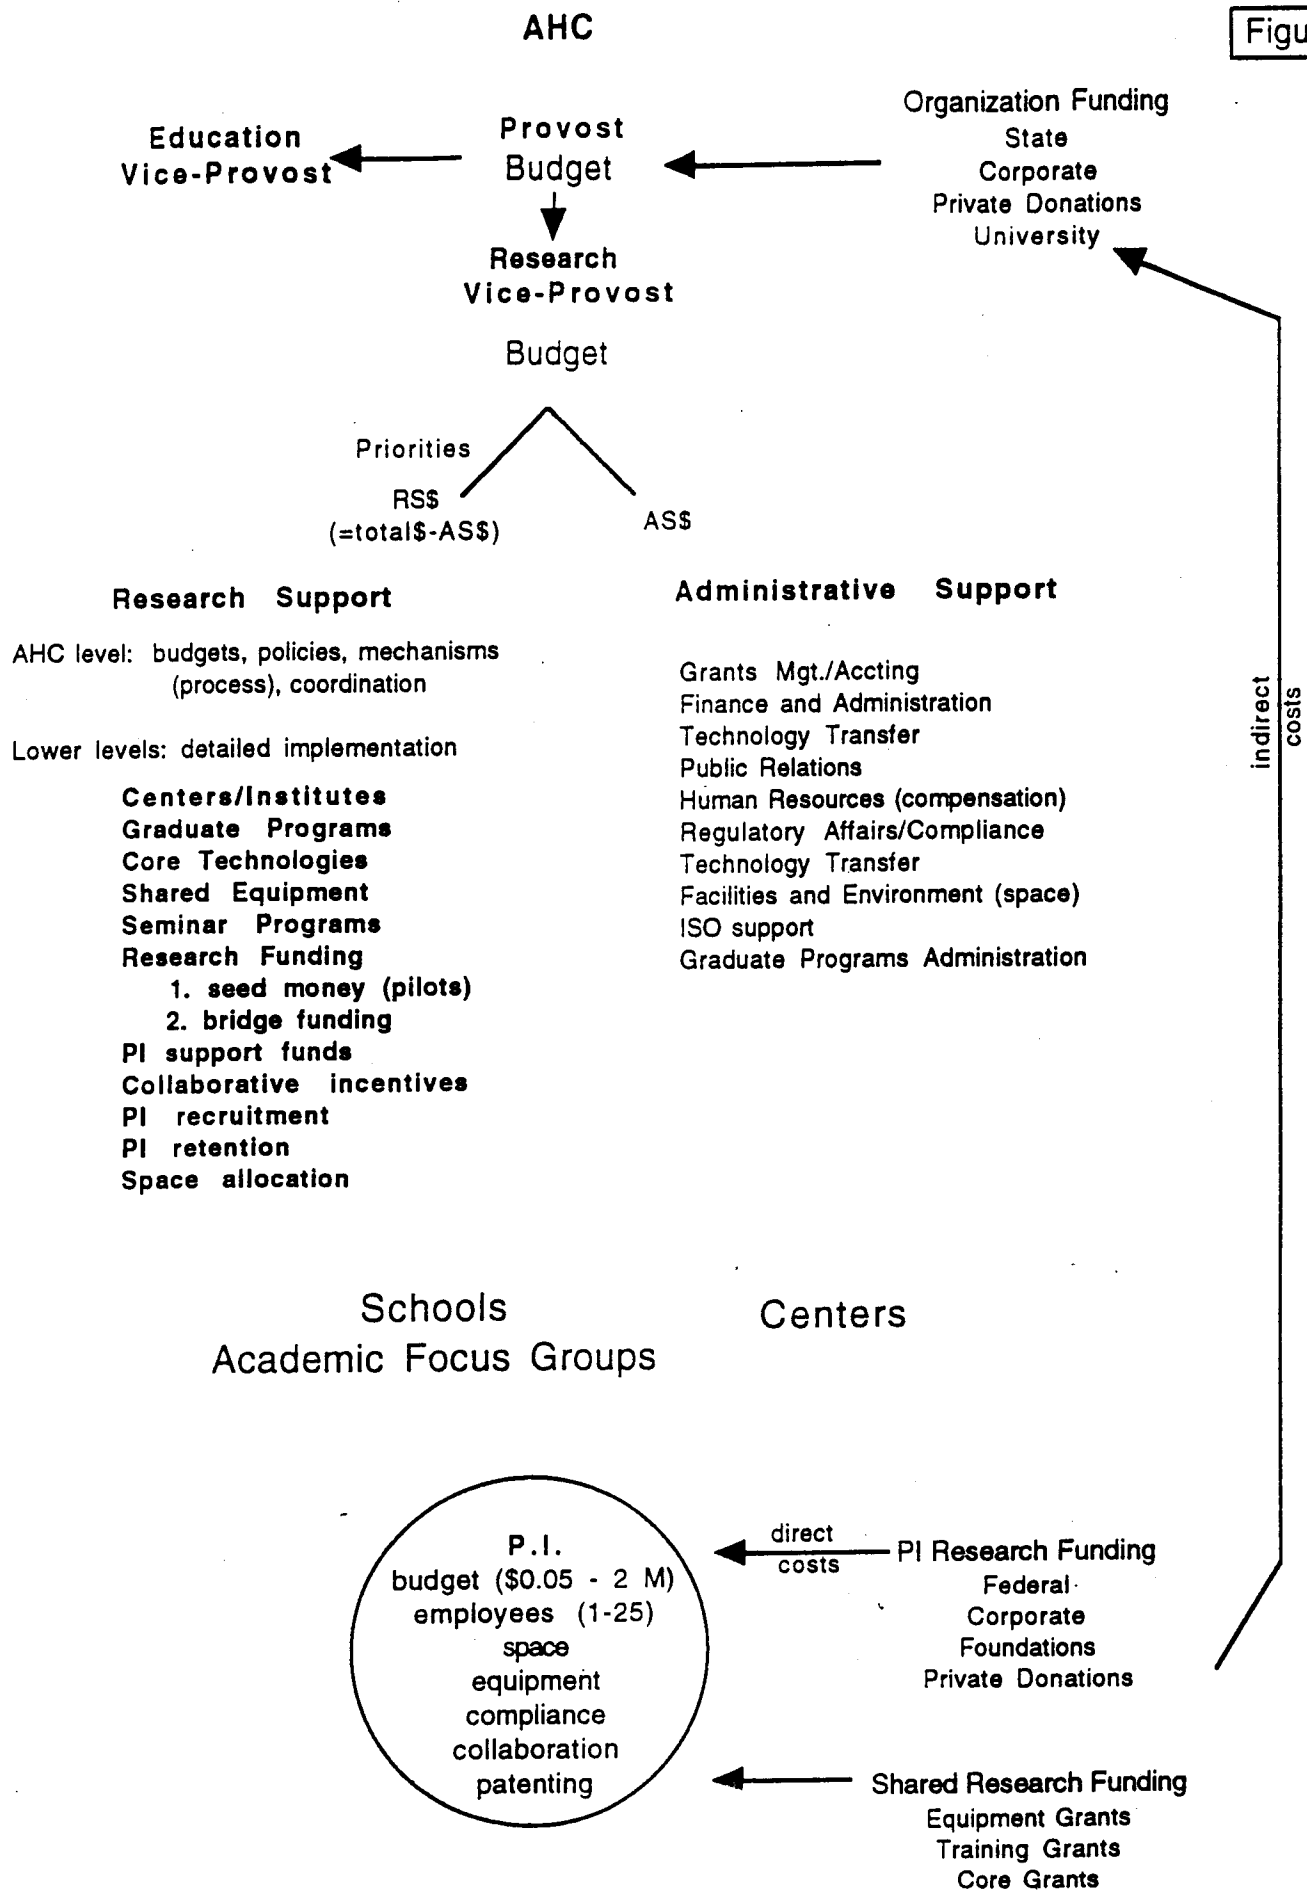 AHC
Figu
Organization Funding
State
Corporate
Private Donations
University
Provost
Budget
Education
Vice-Provost
Research
Vice-Provost
Budget
Priorities
RS$
(=total$-AS$)
AS$
Research Support
AHC level: budgets, policies, mechanisms
(process), coordination
Lower levels: detailed implementation
Centers/Institutes
Graduate Programs
Core Technologies
Shared Equipment
Seminar Programs
Research Funding
1. seed money (pilots)
2. bridge funding
PI support funds
Collaborative incentives
PI recruitment
PI retention
Space allocation
Administrative Support
Grants Mgt./Accting
Finance and Administration
Technology Transfer
Public Relations
Human Resources (compensation)
Regulatory Affairs/Compliance
Technology Transfer
Facilities and Environment (space)
ISO support
Graduate Programs Administration
indirect
costs
Schools
Centers
Academic Focus Groups
P.I.
budget ($0.05 - 2 M)
employees (1-25)
space
equipment
compliance
collaboration
patenting
direct
costs
PI Research Funding
Federal
Corporate
Foundations
Private Donations
Shared Research Funding
Equipment Grants
Training Grants
Core Grants